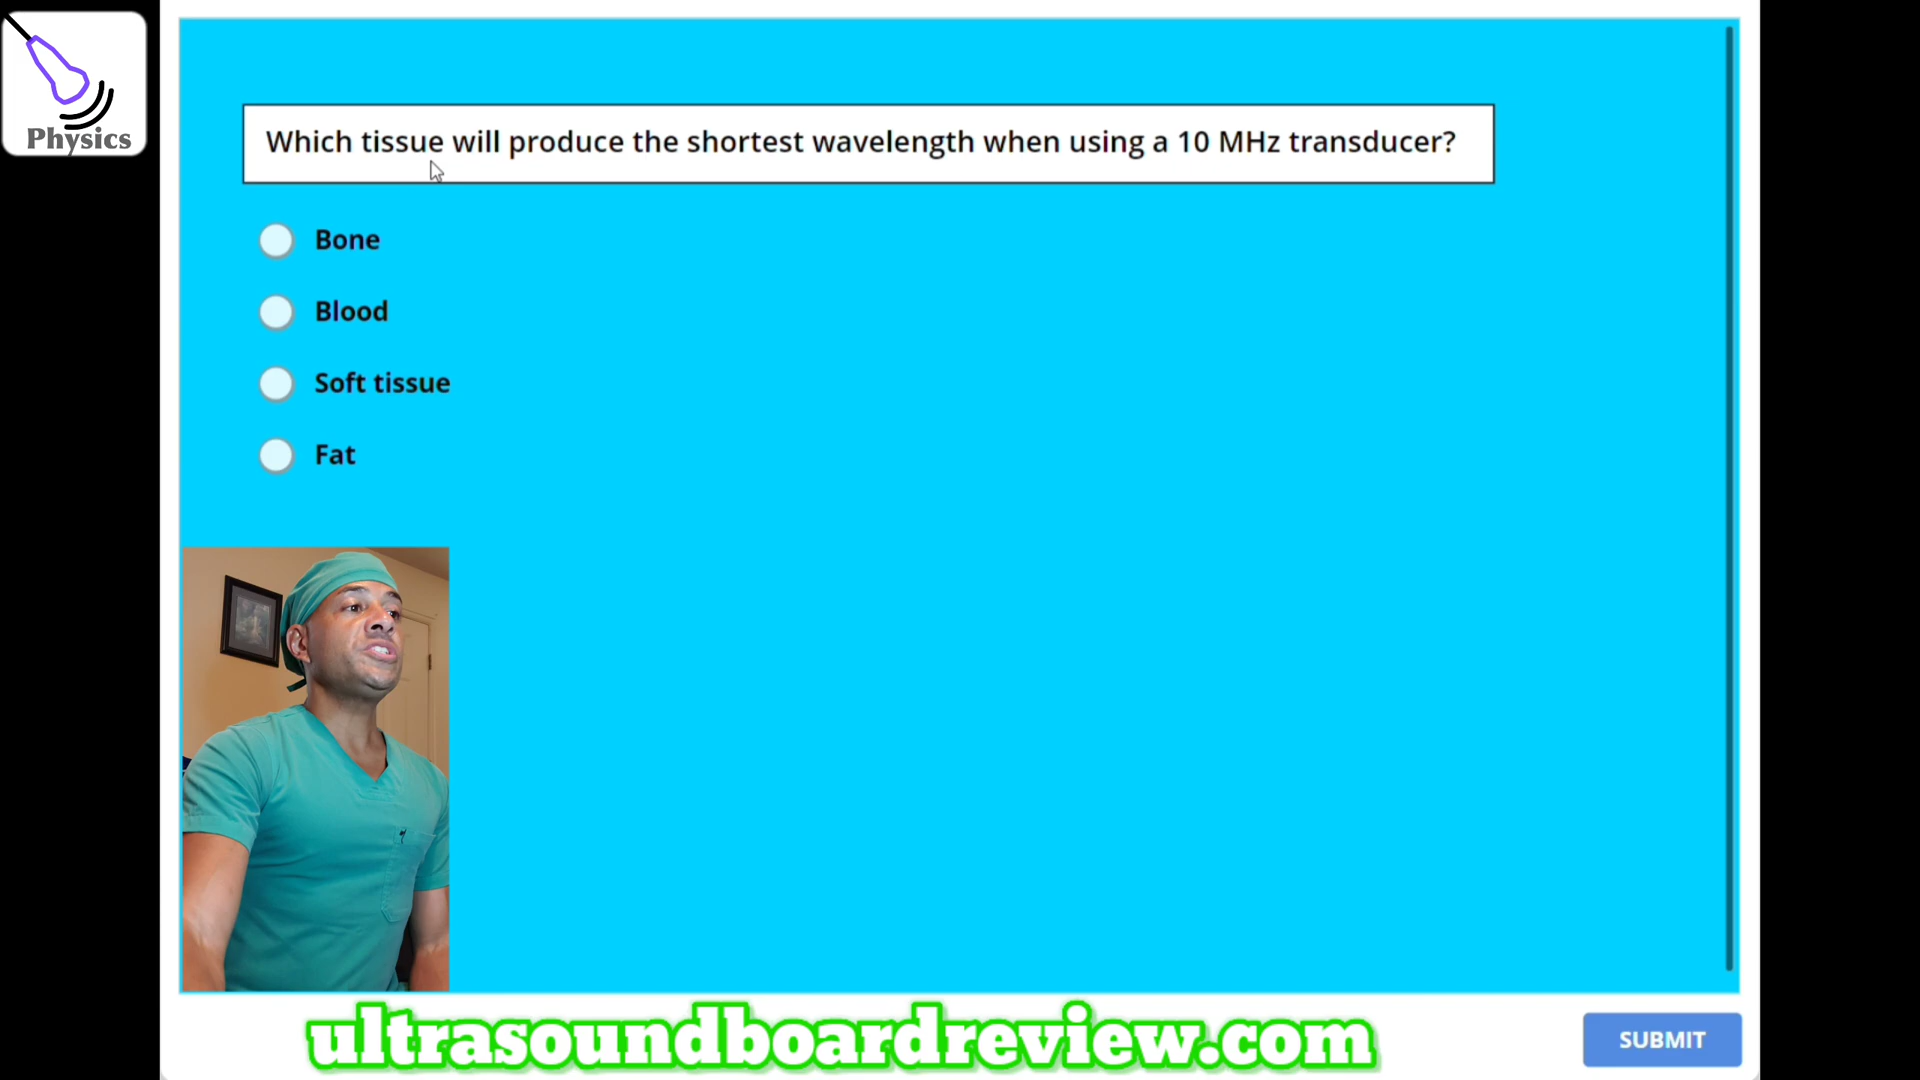 Physics
Which tissue will produce the shortest wavelength when using a 10 MHz transducer?
Bone
Blood
Soft tissue
Fat
ultrasoundboardreview.com
SUBMIT